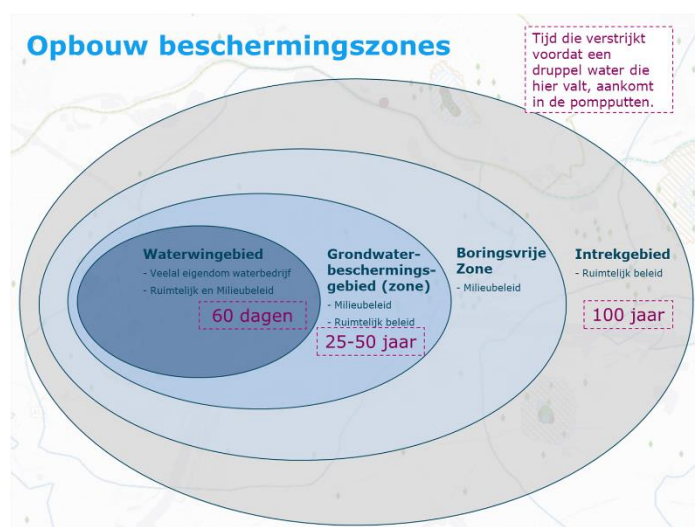 Opbouw beschermingszones
Tijd die verstrijkt
voordat een
druppel water die
hier valt, aankomt
in de pompputten.
Waterwingebied
- Veelal eigendom waterbedrijf
- Ruimtelijk en Milieubeleid
60 dagen
Grondwater-
beschermings-
gebied (zone)
- Milieubeleid
- Ruimtelijk beleid
25-50 jaar
Boringsvrije
Zone
- Milieubeleid
Intrekgebied
- Ruimtelijk beleid
100 jaar